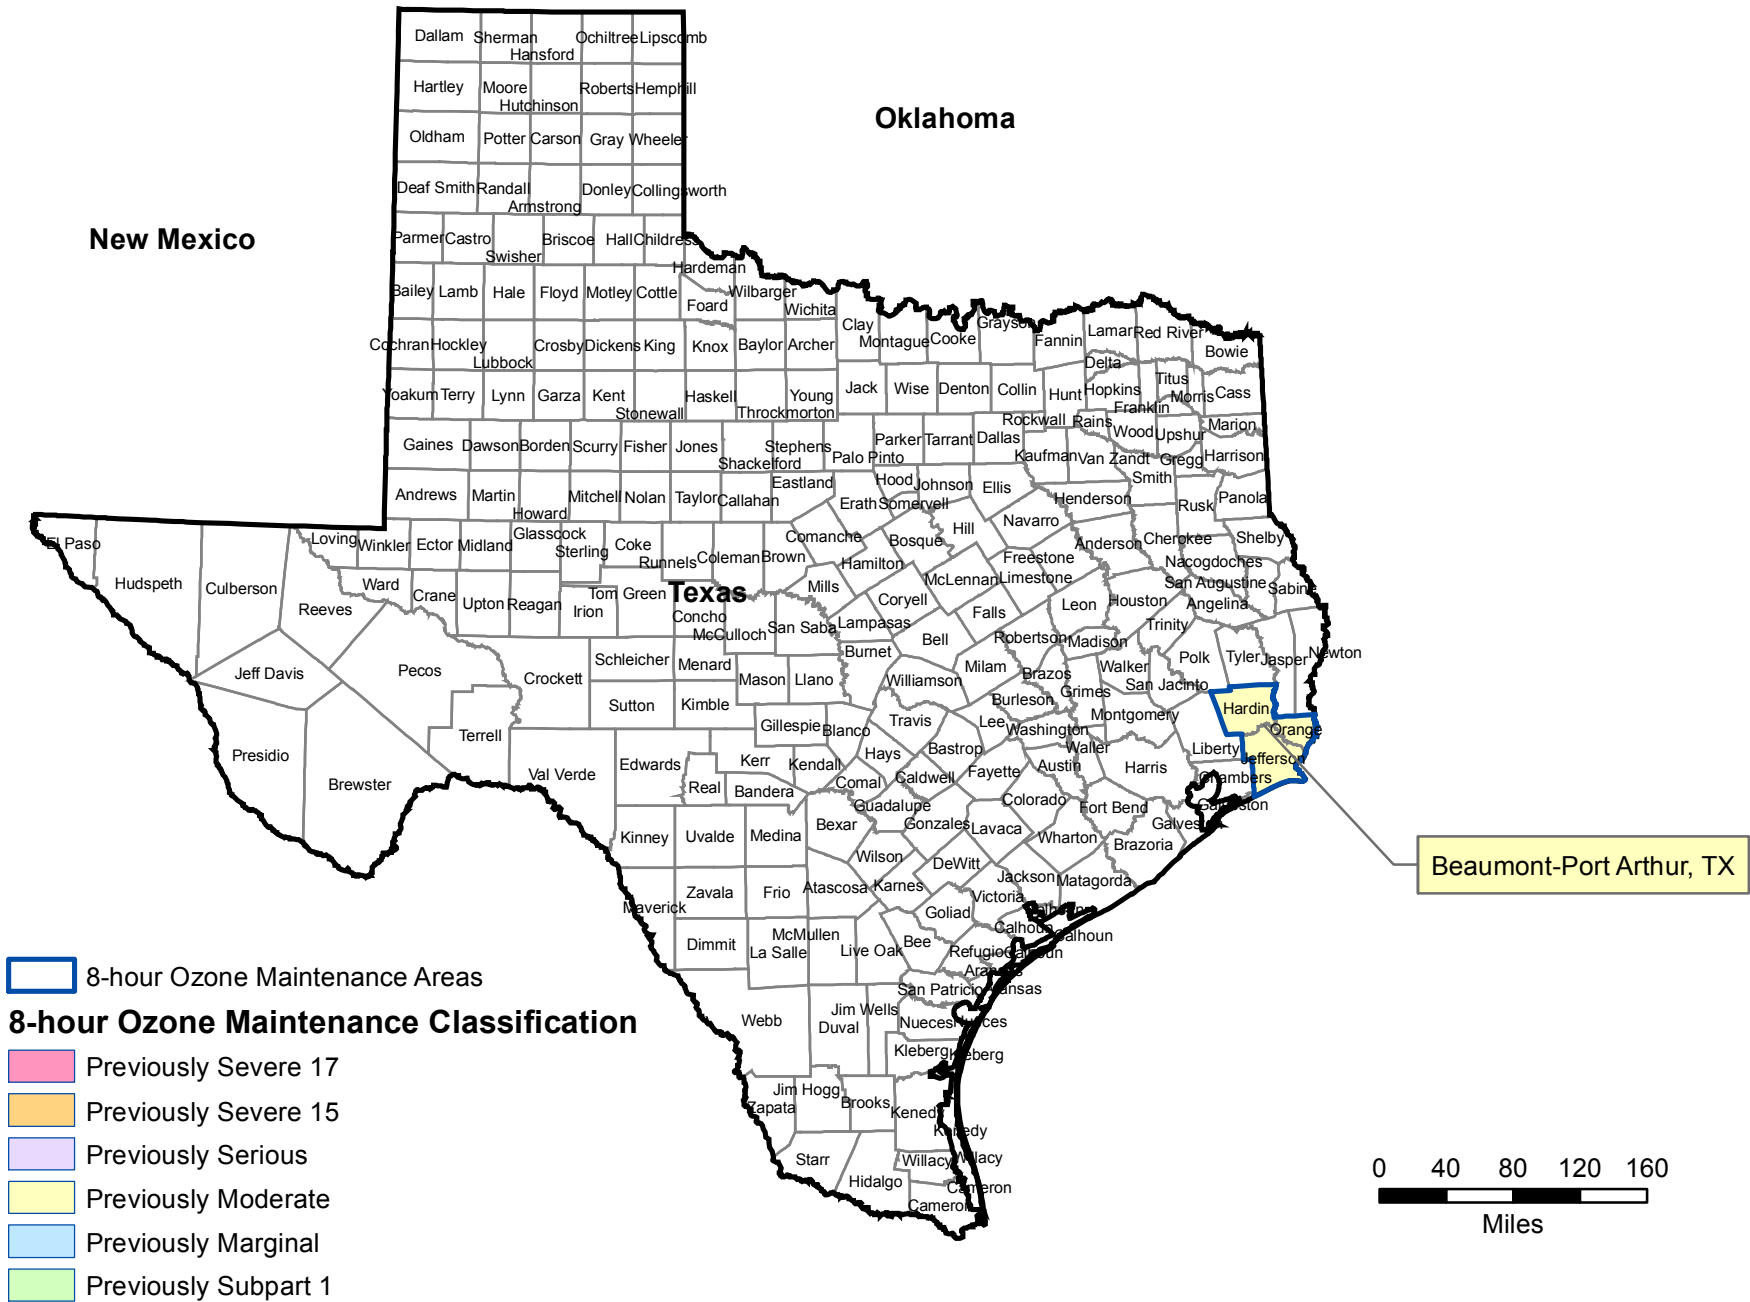 Dallam Sherman Hansford Ochiltree Lipscomb
Hartley Moore Hutchinson Roberts Hemphill
Oklahoma
Oldham Potter Carson Gray Wheeler
Deaf Smith Randall Armstrong Donley Collingsworth
New Mexico
Parmer Castro Swisher Briscoe Hall Childress
Hardeman
Bailey Lamb Hale Floyd Motley Cottle Foard Wilbarger Wichita
Clay Montague Cooke Grayson Fannin Lamar Red River Bowie
Cochran Hockley Lubbock Crosby Dickens King Knox Baylor Archer
Delta Titus
Yoakum Terry Lynn Garza Kent Stonewall Haskell Throckmorton Young Jack Wise Denton Collin Hunt Hopkins Franklin Morris Cass
Rockwall Rains Wood Upshur Marion
Gaines Dawson Borden Scurry Fisher Jones Shackelford Stephens Palo Pinto Parker Tarrant Dallas Kaufman Van Zandt Gregg Harrison
Smith
Andrews Martin Howard Mitchell Nolan Taylor Callahan Eastland Erath Hood Somervell Johnson Ellis Henderson Rusk Panola
Hill Navarro
El Paso Loving Winkler Ector Midland Glasscock Sterling Coke Runnels Coleman Brown Comanche Bosque Anderson Cherokee Shelby
Hamilton Freestone Nacogdoches
Hudspeth Culberson Reeves Ward Crane Upton Reagan Irion Tom Green
Texas
Concho McCulloch San Saba Mills Lampasas Coryell McLennan Limestone Falls Leon Houston San Augustine Angelina Sabine
Trinity
Jeff Davis Pecos Crockett Schleicher Menard Mason Llano Burnet Bell Milam Robertson Madison Walker Polk Tyler Jasper Newton
Terrell Sutton Kimble Williamson Brazos Burleson Grimes San Jacinto Hardin
Gillespie Blanco Travis Lee Washington Montgomery Orange
Presidio Brewster Val Verde Edwards Kerr Kendall Hays Bastrop Waller Liberty Jefferson
Real Bandera Comal Caldwell Fayette Austin Harris Chambers
Guadalupe Colorado Fort Bend Galveston
Kinney Uvalde Medina Bexar Gonzales Lavaca Wharton Brazoria Galveston
Wilson DeWitt
Beaumont-Port Arthur, TX
Maverick Zavala Frio Atascosa Karnes Jackson Matagorda
Goliad Victoria
Calhoun
Dimmit La Salle McMullen Live Oak Bee Refugio Calhoun Calhoun Calhoun
Aransas
San Patricio Aransas
Webb Duval Jim Wells Nueces Nueces
Kleberg Kleberg
Zapata Jim Hogg Brooks Kenedy
Kenedy
Starr Hidalgo Willacy Willacy
Cameron
Cameron
8-hour Ozone Maintenance Areas
8-hour Ozone Maintenance Classification
Previously Severe 17
Previously Severe 15
Previously Serious
Previously Moderate
Previously Marginal
Previously Subpart 1
0 40 80 120 160
Miles